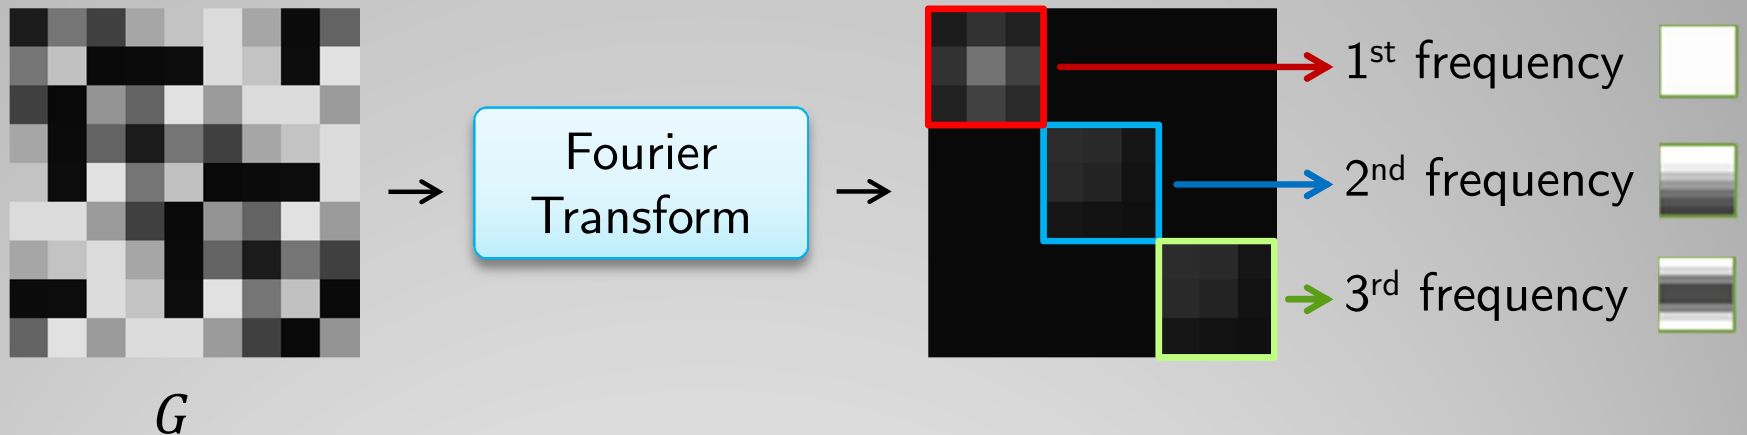 Fourier
Transform
1st frequency
2nd frequency
3rd frequency
G